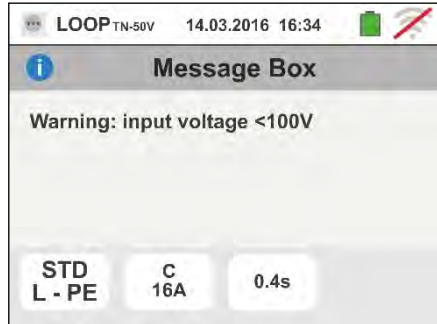 LOOP TN-50V 14.03.2016 16:34
Message Box
Warning: input voltage <100V
STD
L - PE
C
16A
0.4s